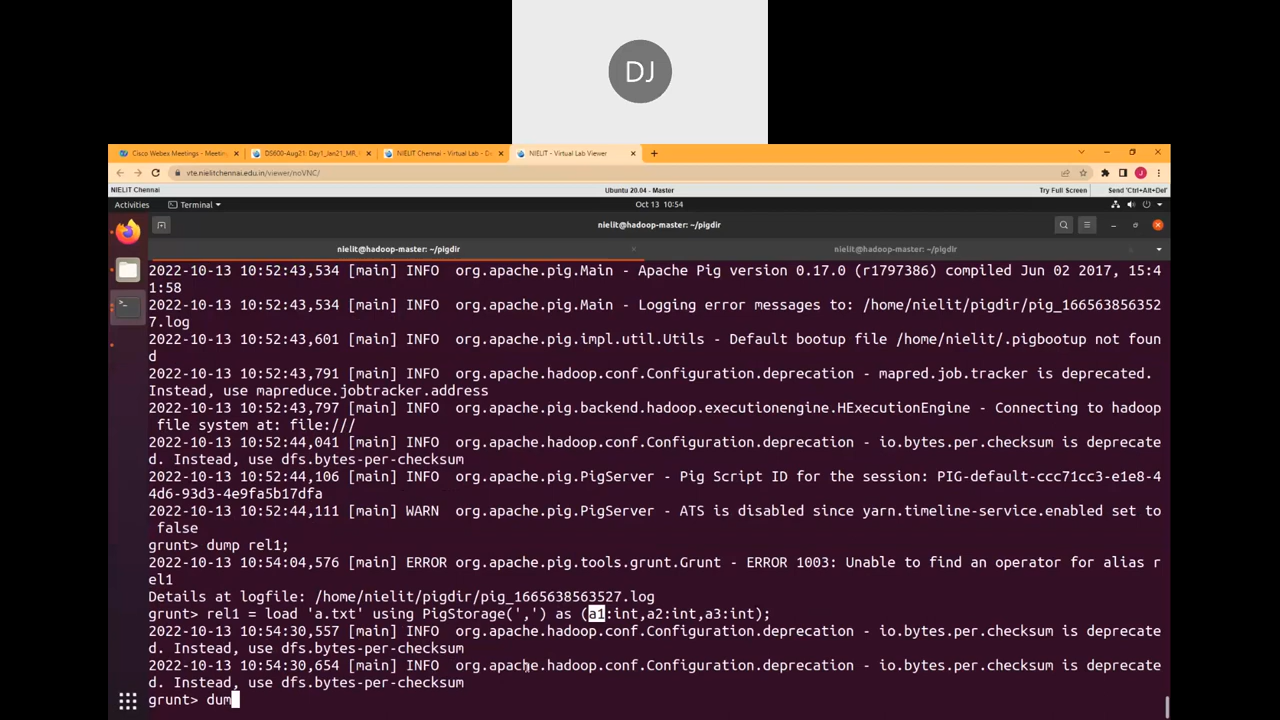 DJ
Cisco Webex Meetings - Meetin
DS600-Aug21: Day1_Jan21_MR,
NIELIT Chennai - Virtual Lab - D
NIELIT - Virtual Lab Viewer
vte.nielitchennai.edu.in/viewer/noVNC/
J
NIELIT Chennai
Ubuntu 20.04 - Master
Try Full Screen
Send 'Ctrl+Alt+Del'
Activities
Terminal
Oct 13 10:54
nielit@hadoop-master: ~/pigdir
nielit@hadoop-master: ~/pigdir
nielit@hadoop-master: ~/pigdir
2022-10-13 10:52:43,534 [main] INFO  org.apache.pig.Main - Apache Pig version 0.17.0 (r1797386) compiled Jun 02 2017, 15:4
1:58
2022-10-13 10:52:43,534 [main] INFO  org.apache.pig.Main - Logging error messages to: /home/nielit/pigdir/pig_166563856352
7.log
2022-10-13 10:52:43,601 [main] INFO  org.apache.pig.impl.util.Utils - Default bootup file /home/nielit/.pigbootup not foun
d
2022-10-13 10:52:43,791 [main] INFO  org.apache.hadoop.conf.Configuration.deprecation - mapred.job.tracker is deprecated.
Instead, use mapreduce.jobtracker.address
2022-10-13 10:52:43,797 [main] INFO  org.apache.pig.backend.hadoop.executionengine.HExecutionEngine - Connecting to hadoop
file system at: file:///
2022-10-13 10:52:44,041 [main] INFO  org.apache.hadoop.conf.Configuration.deprecation - io.bytes.per.checksum is deprecate
d. Instead, use dfs.bytes-per-checksum
2022-10-13 10:52:44,106 [main] INFO  org.apache.pig.PigServer - Pig Script ID for the session: PIG-default-ccc71cc3-e1e8-4
4d6-93d3-4e9fa5b17dfa
2022-10-13 10:52:44,111 [main] WARN  org.apache.pig.PigServer - ATS is disabled since yarn.timeline-service.enabled set to
false
grunt> dump rel1;
2022-10-13 10:54:04,576 [main] ERROR org.apache.pig.tools.grunt.Grunt - ERROR 1003: Unable to find an operator for alias r
el1
Details at logfile: /home/nielit/pigdir/pig_1665638563527.log
grunt> rel1 = load 'a.txt' using PigStorage(',') as (a1:int,a2:int,a3:int);
2022-10-13 10:54:30,557 [main] INFO  org.apache.hadoop.conf.Configuration.deprecation - io.bytes.per.checksum is deprecate
d. Instead, use dfs.bytes-per-checksum
2022-10-13 10:54:30,654 [main] INFO  org.apache.hadoop.conf.Configuration.deprecation - io.bytes.per.checksum is deprecate
d. Instead, use dfs.bytes-per-checksum
grunt> dum